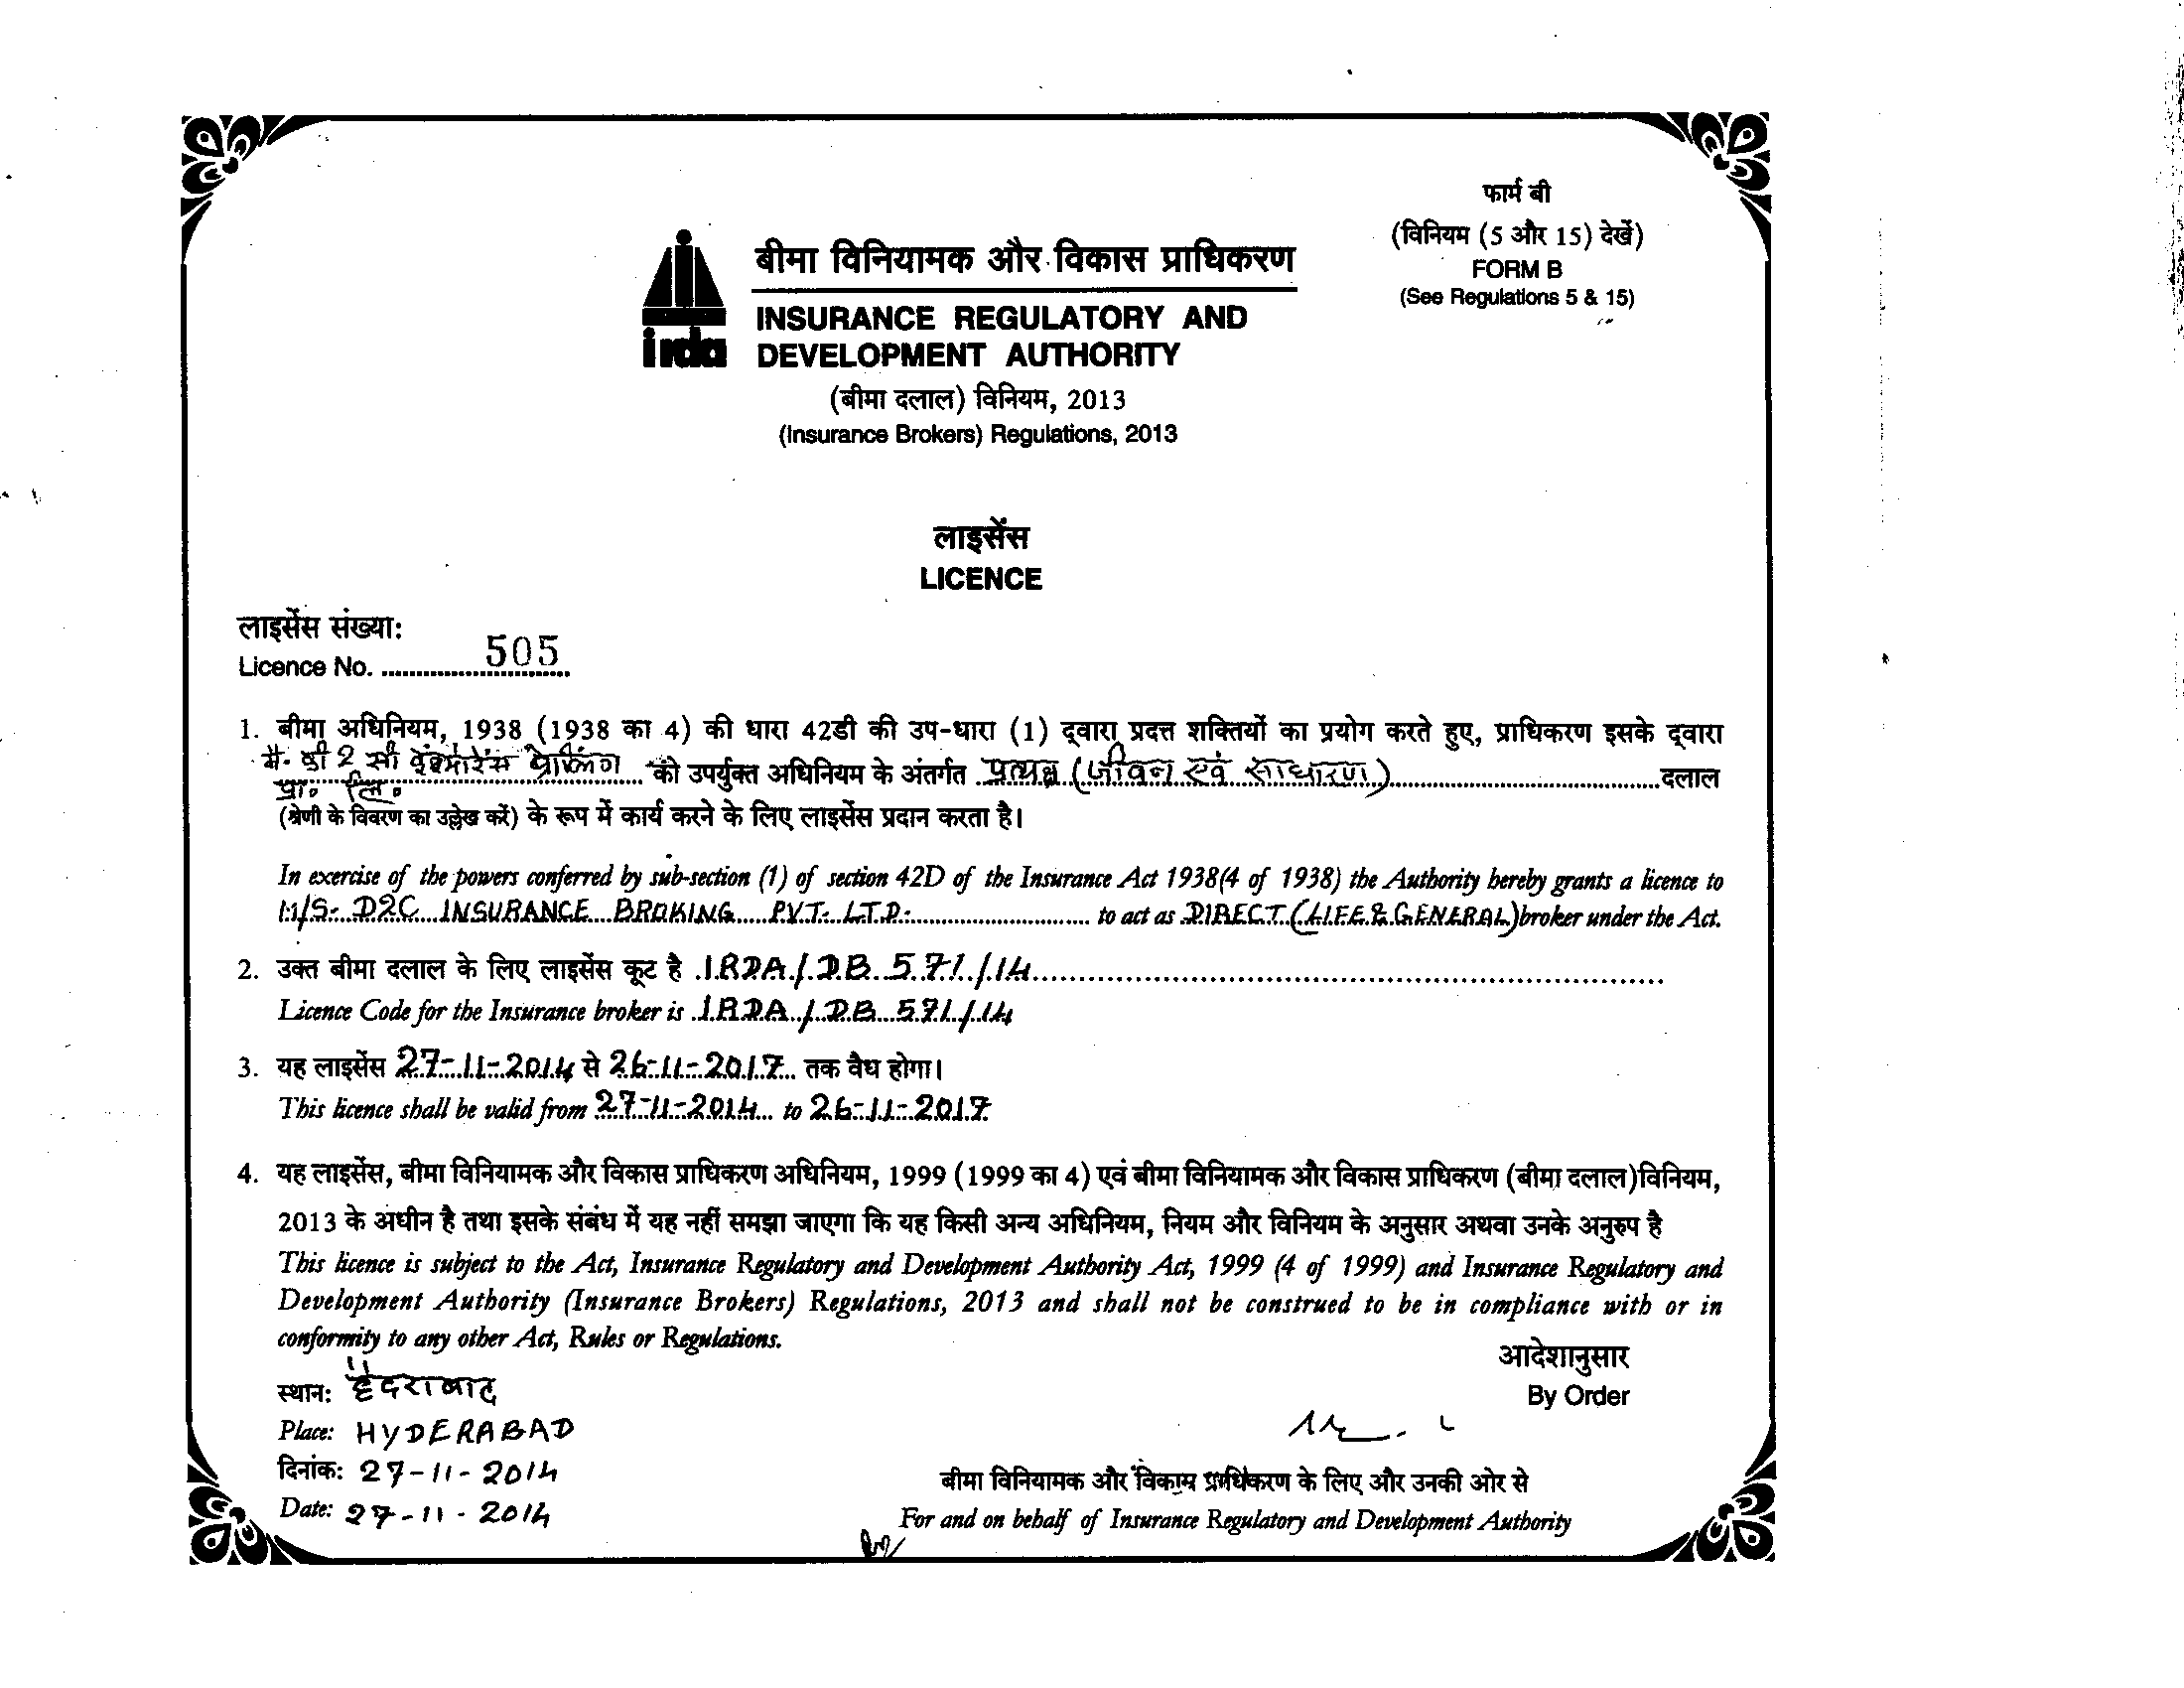 फार्म बी
(विनियम (5 और 15) देखें)
FORM B
(See Regulations 5 & 15)
irda
बीमा विनियामक और विकास प्राधिकरण
INSURANCE REGULATORY AND
DEVELOPMENT AUTHORITY
(बीमा दलाल) विनियम, 2013
(Insurance Brokers) Regulations, 2013
लाइसेंस
LICENCE
लाइसेंस संख्या:
Licence No. 505
1. बीमा अधिनियम, 1938 (1938 का 4) की धारा 42डी की उप-धारा (1) द्वारा प्रदत्त शक्तियों का प्रयोग करते हुए, प्राधिकरण इसके द्वारा
मै. डी 2 सी इंश्योरेंस ब्रोकिंग
प्रा. लि. को उपर्युक्त अधिनियम के अंतर्गत प्रत्यक्ष (जीवन एवं साधारण) दलाल
(श्रेणी के विवरण का उल्लेख करें) के रूप में कार्य करने के लिए लाइसेंस प्रदान करता है।
In exercise of the powers conferred by sub-section (1) of section 42D of the Insurance Act 1938(4 of 1938) the Authority hereby grants a licence to
M/S. D2C INSURANCE BROKING PVT. LTD. to act as DIRECT (LIFE & GENERAL) broker under the Act.
2. उक्त बीमा दलाल के लिए लाइसेंस कूट है IRDA / DB 571 / 14
Licence Code for the Insurance broker is IRDA / DB 571 / 14
3. यह लाइसेंस 27-11-2014 से 26-11-2017 तक वैध होगा।
This licence shall be valid from 27-11-2014 to 26-11-2017
4. यह लाइसेंस, बीमा विनियामक और विकास प्राधिकरण अधिनियम, 1999 (1999 का 4) एवं बीमा विनियामक और विकास प्राधिकरण (बीमा दलाल)विनियम,
2013 के अधीन है तथा इसके संबंध में यह नहीं समझा जाएगा कि यह किसी अन्य अधिनियम, नियम और विनियम के अनुसार अथवा उनके अनुरुप है
This licence is subject to the Act, Insurance Regulatory and Development Authority Act, 1999 (4 of 1999) and Insurance Regulatory and
Development Authority (Insurance Brokers) Regulations, 2013 and shall not be construed to be in compliance with or in
conformity to any other Act, Rules or Regulations.
आदेशानुसार
By Order
स्थान: हैदराबाद
Place: HYDERABAD
दिनांक: 27-11-2014
Date: 27-11-2014
बीमा विनियामक और विकास प्राधिकरण के लिए और उनकी ओर से
For and on behalf of Insurance Regulatory and Development Authority